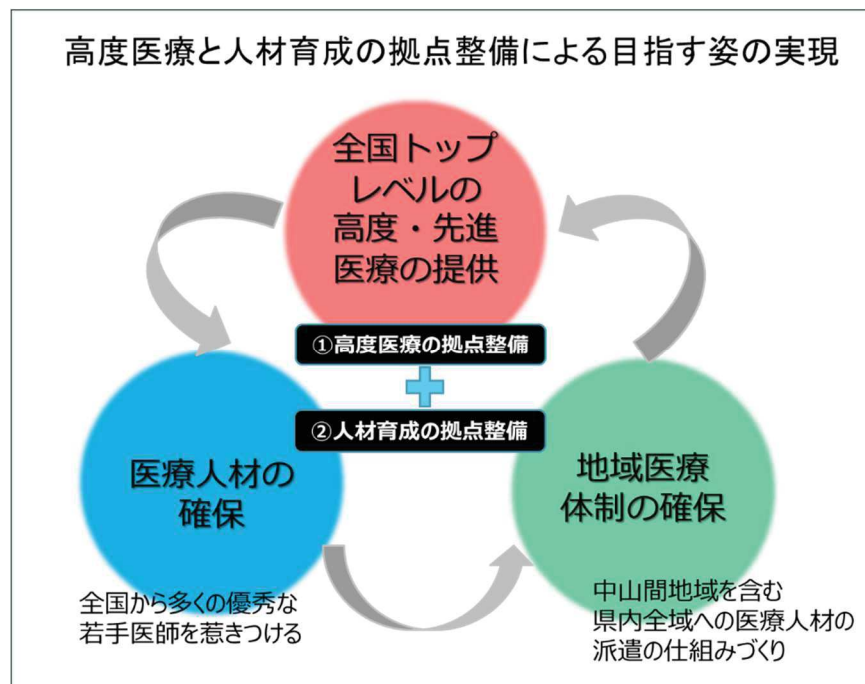 高度医療と人材育成の拠点整備による目指す姿の実現
全国トップ
レベルの
高度・先進
医療の提供
①高度医療の拠点整備
②人材育成の拠点整備
医療人材の
確保
全国から多くの優秀な
若手医師を惹きつける
地域医療
体制の確保
中山間地域を含む
県内全域への医療人材の
派遣の仕組みづくり